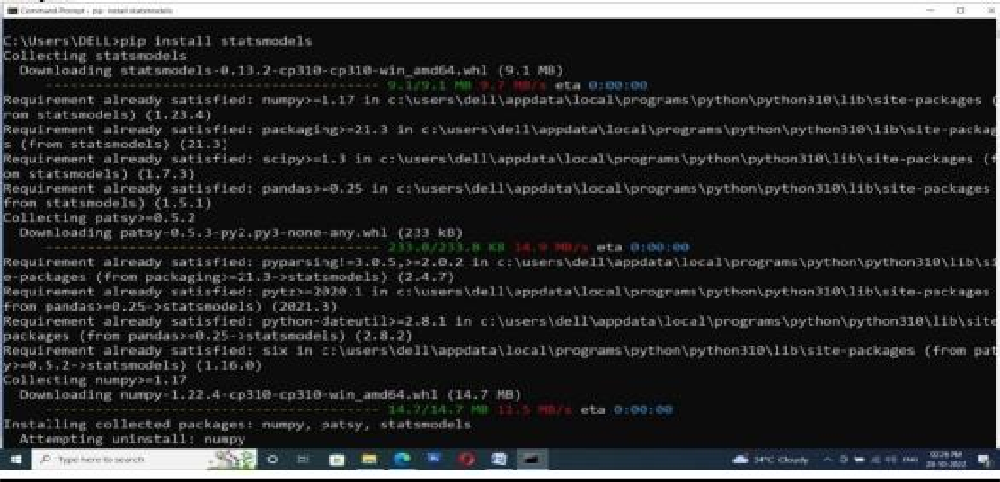 Command Prompt - pip install statsmodels
C:\Users\DELL>pip install statsmodels
Collecting statsmodels
Downloading statsmodels-0.13.2-cp310-cp310-win_amd64.whl (9.1 MB)
---------------------------------------- 9.1/9.1 MB 9.7 MB/s eta 0:00:00
Requirement already satisfied: numpy>=1.17 in c:\users\dell\appdata\local\programs\python\python310\lib\site-packages (
rom statsmodels) (1.23.4)
Requirement already satisfied: packaging>=21.3 in c:\users\dell\appdata\local\programs\python\python310\lib\site-packag
s (from statsmodels) (21.3)
Requirement already satisfied: scipy>=1.3 in c:\users\dell\appdata\local\programs\python\python310\lib\site-packages (f
om statsmodels) (1.7.3)
Requirement already satisfied: pandas>=0.25 in c:\users\dell\appdata\local\programs\python\python310\lib\site-packages
from statsmodels) (1.5.1)
Collecting patsy>=0.5.2
Downloading patsy-0.5.3-py2.py3-none-any.whl (233 kB)
---------------------------------------- 233.8/233.8 KB 14.9 MB/s eta 0:00:00
Requirement already satisfied: pyparsing!=3.0.5,>=2.0.2 in c:\users\dell\appdata\local\programs\python\python310\lib\si
e-packages (from packaging>=21.3->statsmodels) (2.4.7)
Requirement already satisfied: pytz>=2020.1 in c:\users\dell\appdata\local\programs\python\python310\lib\site-packages
from pandas>=0.25->statsmodels) (2021.3)
Requirement already satisfied: python-dateutil>=2.8.1 in c:\users\dell\appdata\local\programs\python\python310\lib\site
packages (from pandas>=0.25->statsmodels) (2.8.2)
Requirement already satisfied: six in c:\users\dell\appdata\local\programs\python\python310\lib\site-packages (from pat
y>=0.5.2->statsmodels) (1.16.0)
Collecting numpy>=1.17
Downloading numpy-1.22.4-cp310-cp310-win_amd64.whl (14.7 MB)
---------------------------------------- 14.7/14.7 MB 11.5 MB/s eta 0:00:00
Installing collected packages: numpy, patsy, statsmodels
Attempting uninstall: numpy
Type here to search
34°C Cloudy
ENG
02:26 PM
28-10-2022